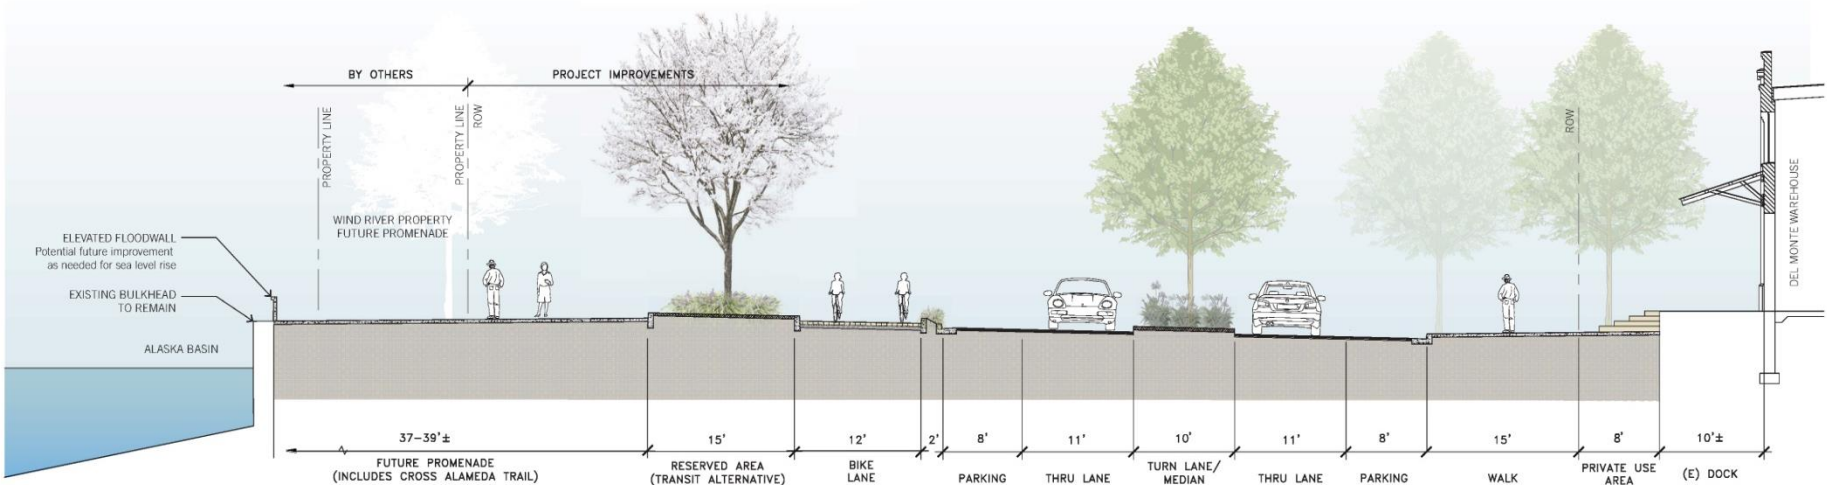 BY OTHERS
PROJECT IMPROVEMENTS
PROPERTY LINE
PROPERTY LINE
ROW
ROW
WIND RIVER PROPERTY
FUTURE PROMENADE
ELEVATED FLOODWALL
Potential future improvement
as needed for sea level rise
EXISTING BULKHEAD
TO REMAIN
ALASKA BASIN
DEL MONTE WAREHOUSE
37-39'±
15'
12'
2'
8'
11'
10'
11'
8'
15'
8'
10'±
FUTURE PROMENADE
(INCLUDES CROSS ALAMEDA TRAIL)
RESERVED AREA
(TRANSIT ALTERNATIVE)
BIKE
LANE
PARKING
THRU LANE
TURN LANE/
MEDIAN
THRU LANE
PARKING
WALK
PRIVATE USE
AREA
(E) DOCK